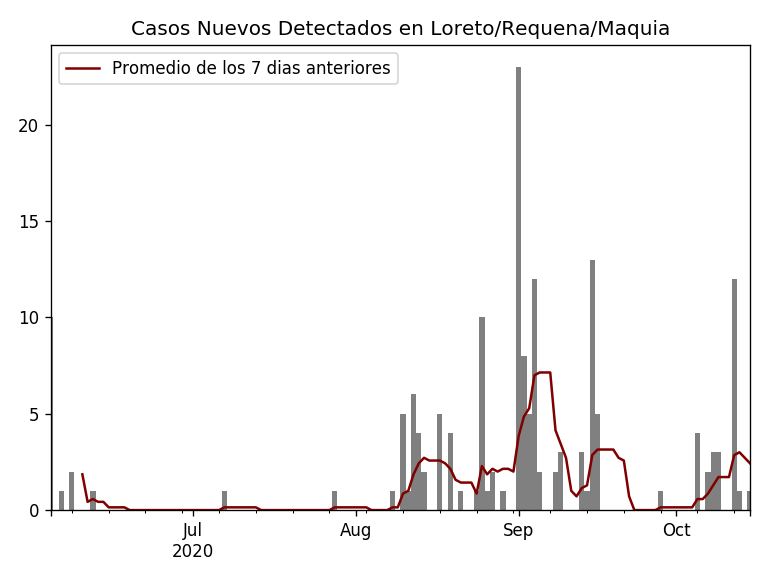 Casos Nuevos Detectados en Loreto/Requena/Maquia
Promedio de los 7 dias anteriores
20
15
10
5
0
Jul
2020
Aug
Sep
Oct